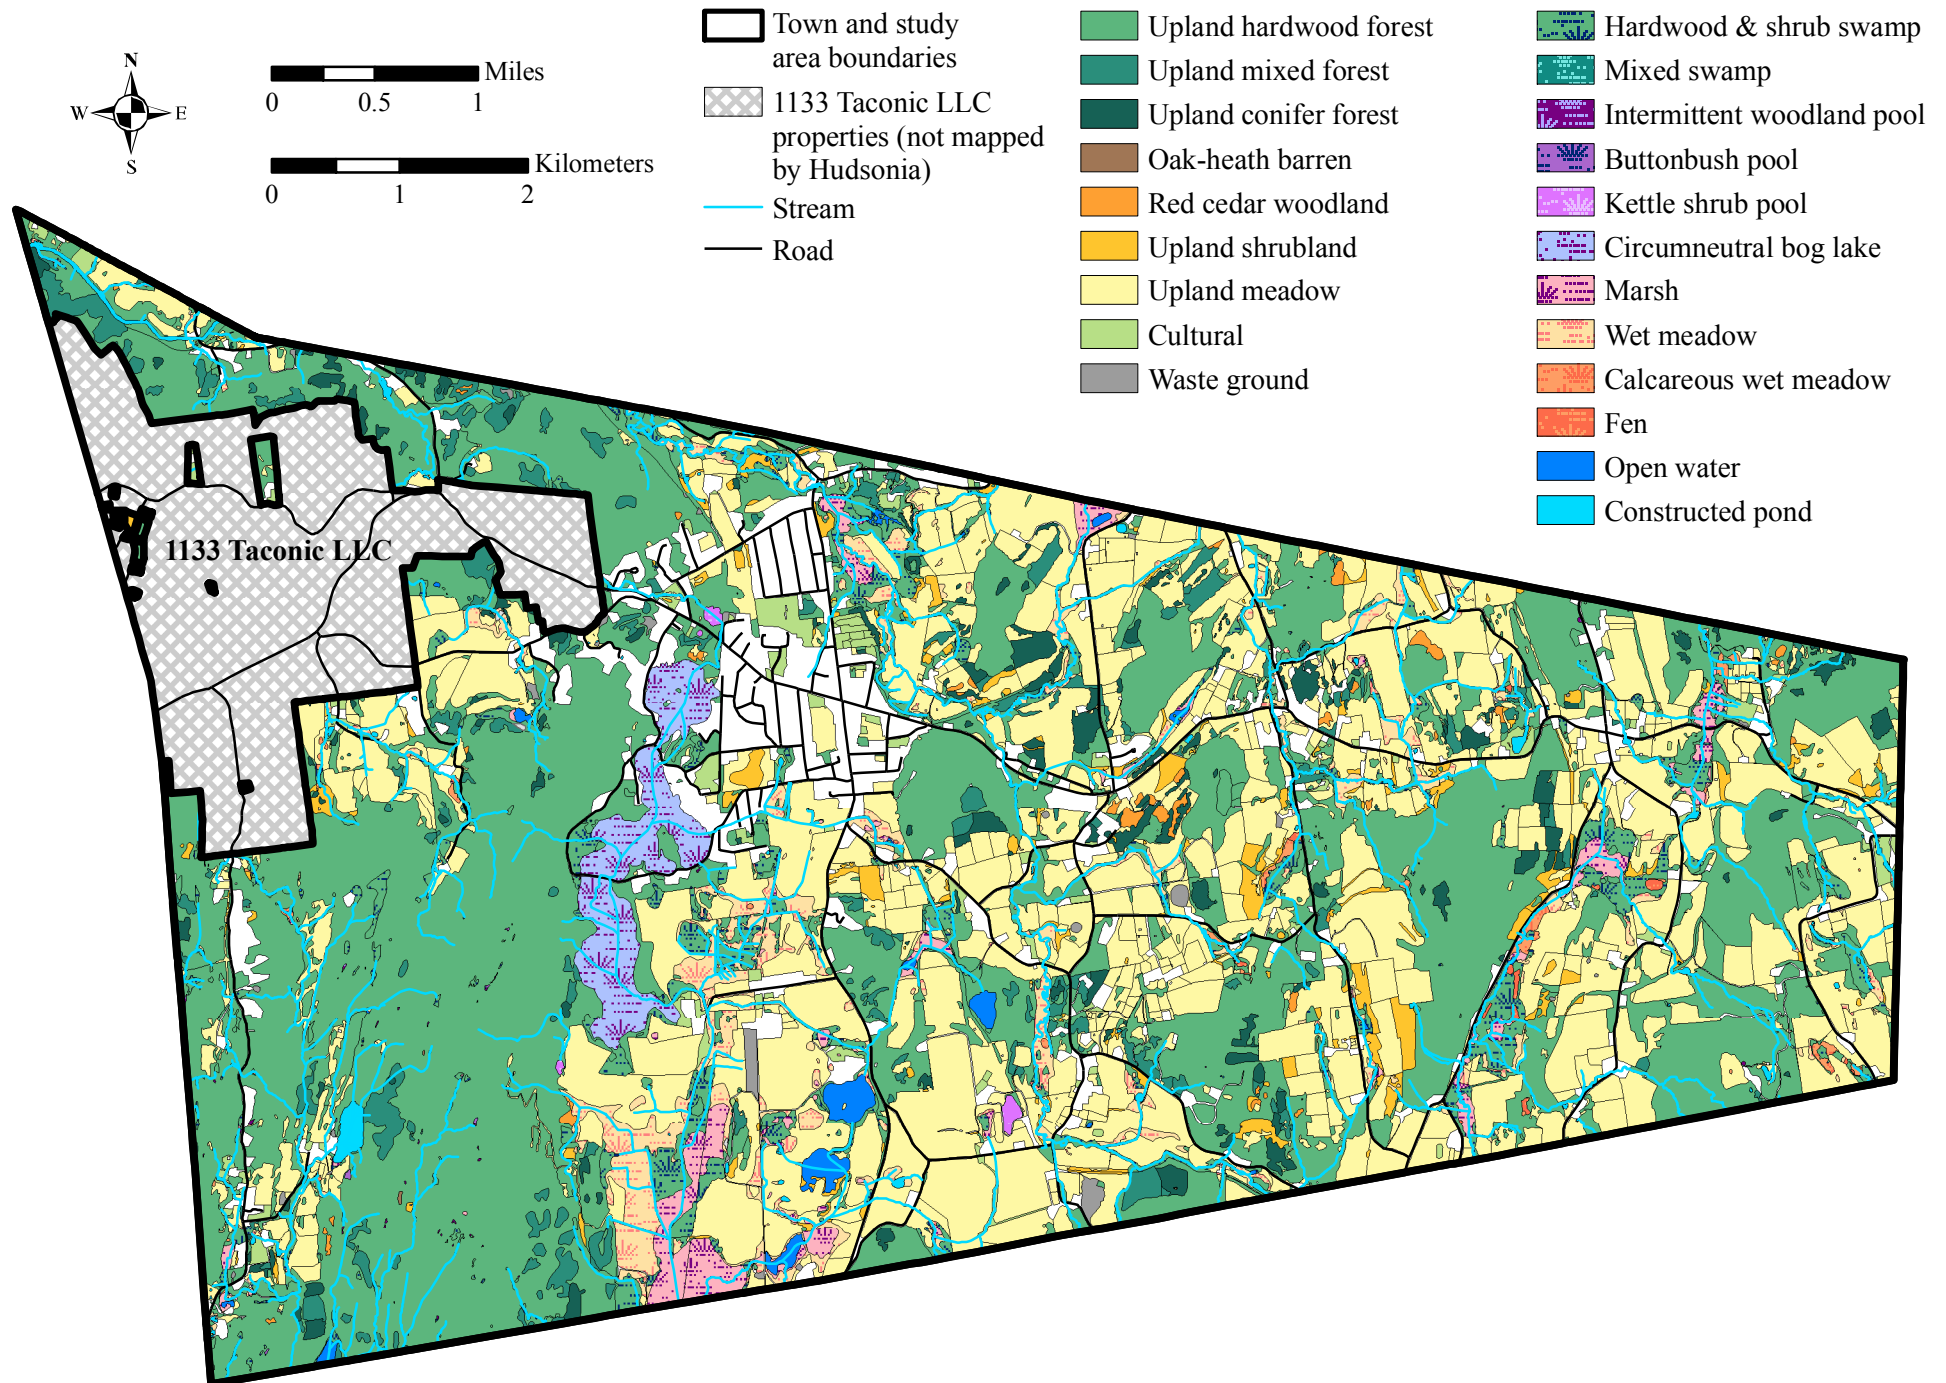 N
W E
S
Miles
0 0.5 1
Kilometers
0 1 2
Town and study
area boundaries
1133 Taconic LLC
properties (not mapped
by Hudsonia)
Stream
Road
Upland hardwood forest
Upland mixed forest
Upland conifer forest
Oak-heath barren
Red cedar woodland
Upland shrubland
Upland meadow
Cultural
Waste ground
Hardwood & shrub swamp
Mixed swamp
Intermittent woodland pool
Buttonbush pool
Kettle shrub pool
Circumneutral bog lake
Marsh
Wet meadow
Calcareous wet meadow
Fen
Open water
Constructed pond
1133 Taconic LLC